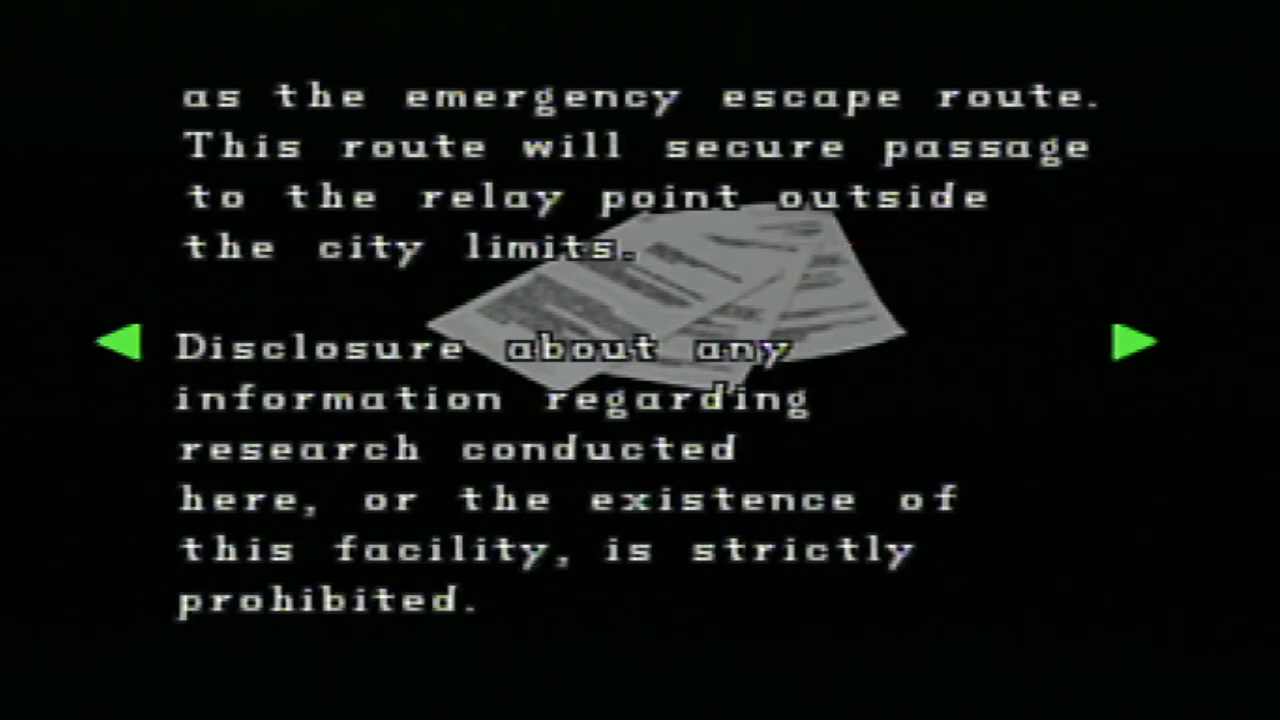 as the emergency escape route.
This route will secure passage
to the relay point outside
the city limits.
Disclosure about any
information regarding
research conducted
here, or the existence of
this facility, is strictly
prohibited.